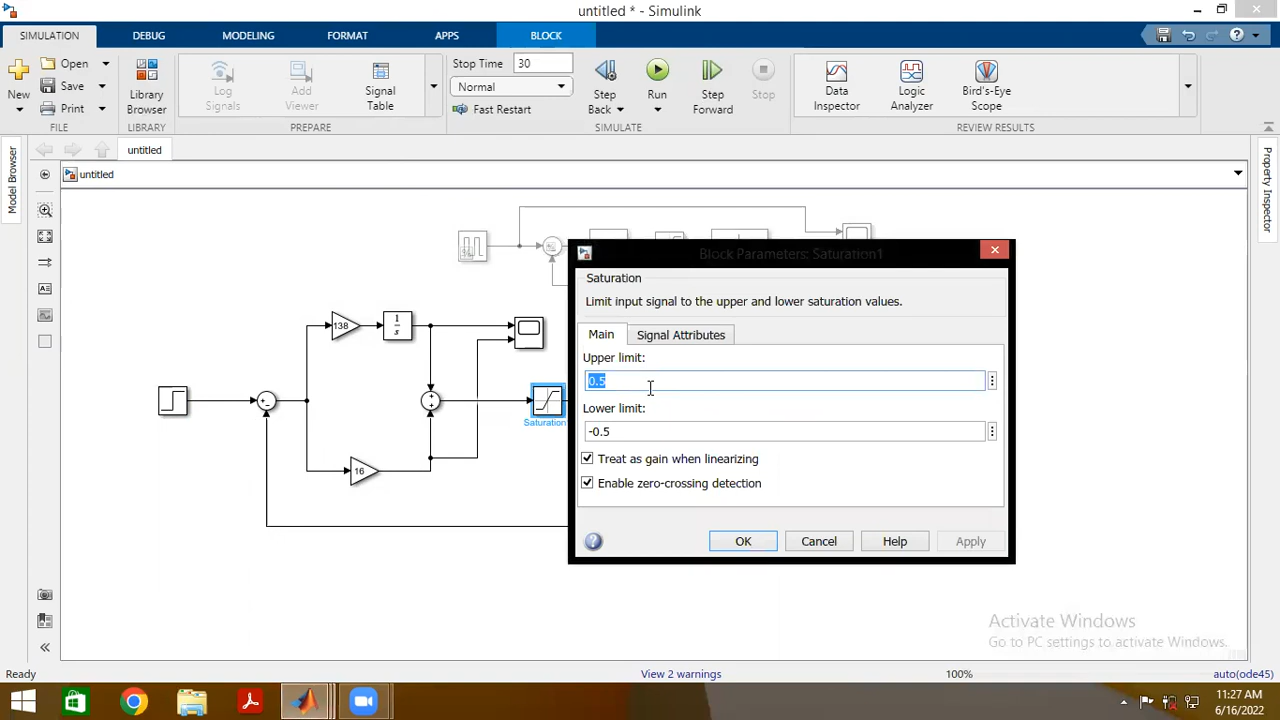 untitled * - Simulink
SIMULATION DEBUG MODELING FORMAT APPS BLOCK
New
Open
Save
Print
FILE
Library Browser
LIBRARY
Log Signals
Add Viewer
Signal Table
PREPARE
Stop Time 30
Normal
Fast Restart
Step Back
Run
Step Forward
Stop
SIMULATE
Data Inspector
Logic Analyzer
Bird's-Eye Scope
REVIEW RESULTS
untitled
Model Browser
untitled
Property Inspector
138
1
s
16
Saturation
Block Parameters: Saturation1
Saturation
Limit input signal to the upper and lower saturation values.
Main Signal Attributes
Upper limit:
0.5
Lower limit:
-0.5
Treat as gain when linearizing
Enable zero-crossing detection
OK Cancel Help Apply
Activate Windows
Go to PC settings to activate Windows.
Ready View 2 warnings 100% auto(ode45)
11:27 AM
6/16/2022